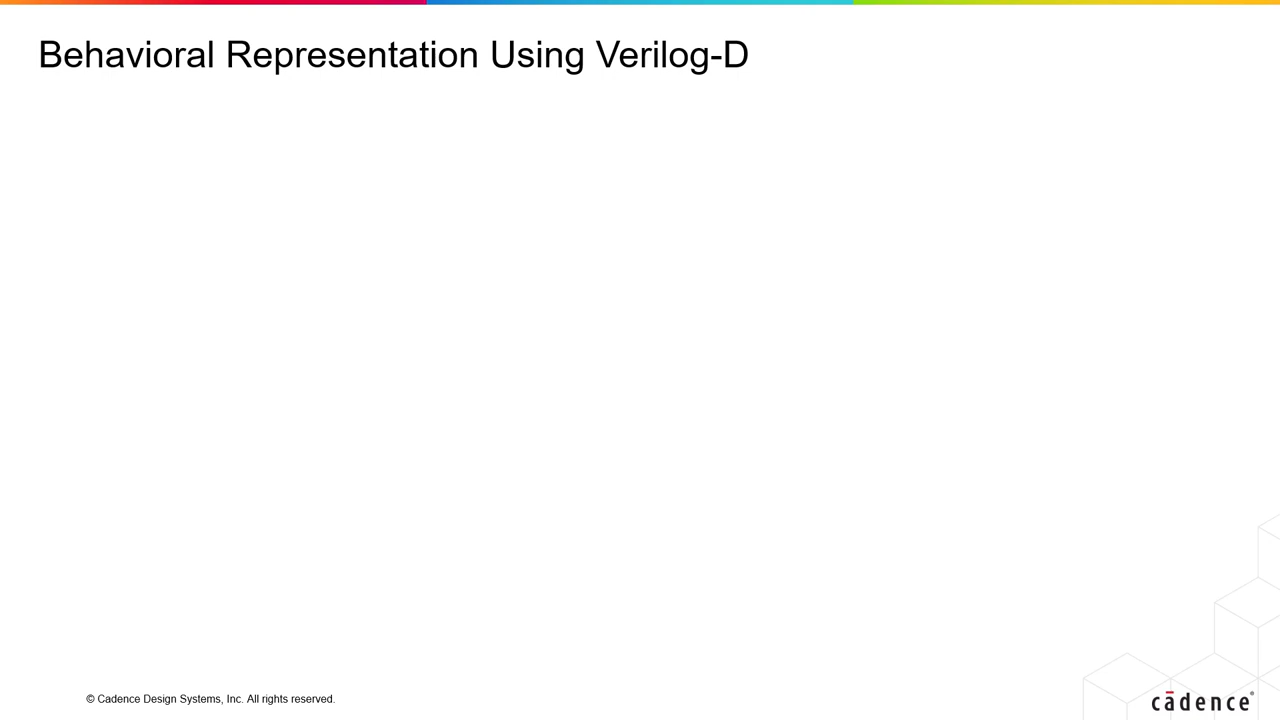 Behavioral Representation Using Verilog-D
© Cadence Design Systems, Inc. All rights reserved.
cādence®